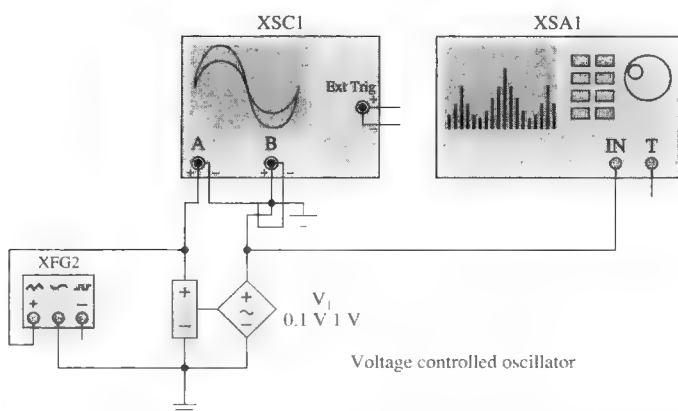 XSC1
XSA1
Ext Trig
+
−
A
B
IN
T
+
−
+
−
XFG2
+
−
+
−
+
−
V1
0.1 V 1 V
Voltage controlled oscillator